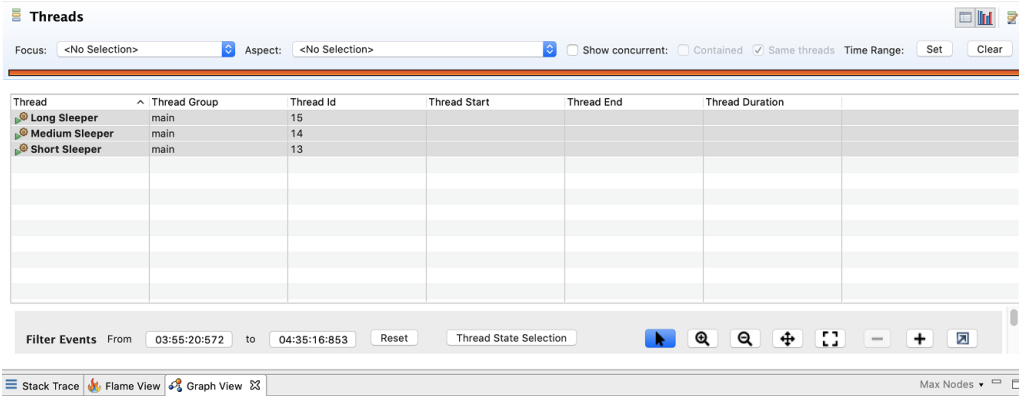 Threads
Focus: <No Selection> Aspect: <No Selection> Show concurrent: Contained Same threads Time Range: Set Clear
Thread Thread Group Thread Id Thread Start Thread End Thread Duration
Long Sleeper main 15
Medium Sleeper main 14
Short Sleeper main 13
Filter Events From 03:55:20:572 to 04:35:16:853 Reset Thread State Selection
Stack Trace Flame View Graph View Max Nodes